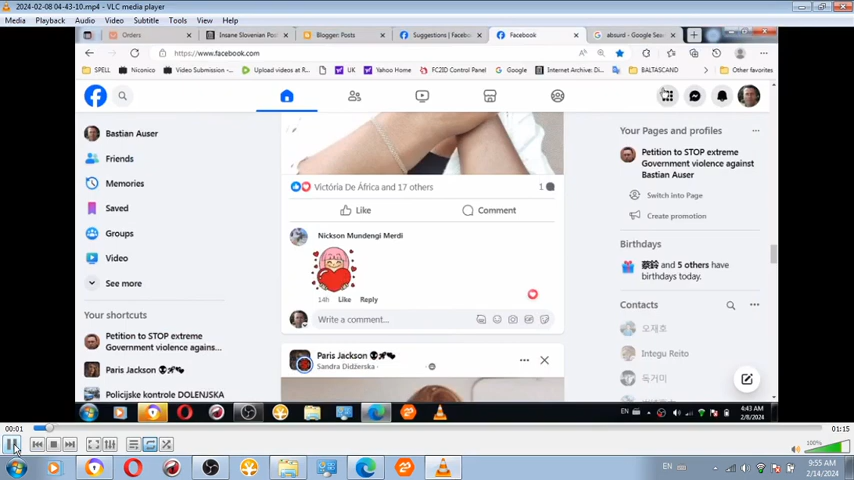 2024-02-08 04-43-10.mp4 - VLC media player
Media Playback Audio Video Subtitle Tools View Help
Orders
Insane Slovenian Po
Blogger: Posts
Suggestions | Facebo
Facebook
absurd - Google Sea
https://www.facebook.com
SPELL
Niconico
Video Submission -
Upload videos at R...
UK
Yahoo Home
FC2ID Control Panel
Google
Internet Archive: Di...
BALTASCAND
Other favorites
Bastian Auser
Friends
Memories
Saved
Groups
Video
See more
Your shortcuts
Petition to STOP extreme
Government violence against...
Paris Jackson
Policijske kontrole DOLENJSKA
Victória De África and 17 others
1
Like
Comment
Nickson Mundengi Merdi
14h Like Reply
Write a comment...
Paris Jackson
Sandra Didžerska ·
Your Pages and profiles
Petition to STOP extreme
Government violence against
Bastian Auser
Switch into Page
Create promotion
Birthdays
and 5 others have
birthdays today.
Contacts
오재호
Integu Reito
독거미
EN
4:43 AM
2/8/2024
00:01
01:15
100%
EN
9:55 AM
2/14/2024